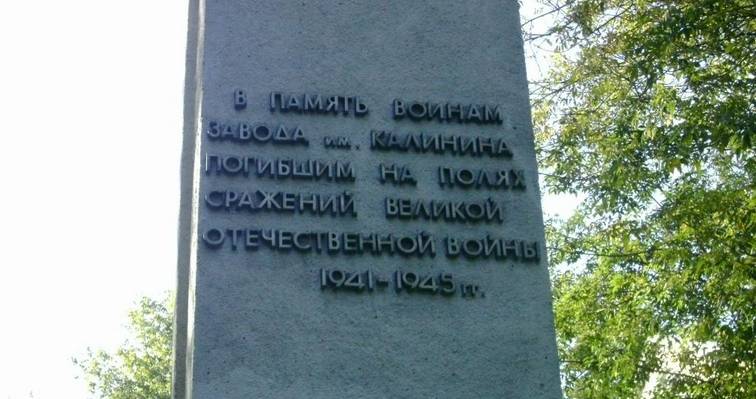 В ПАМЯТЬ ВОИНАМ
ЗАВОДА им. КАЛИНИНА
ПОГИБШИМ НА ПОЛЯХ
СРАЖЕНИЙ ВЕЛИКОЙ
ОТЕЧЕСТВЕННОЙ ВОЙНЫ
1941-1945 гг.